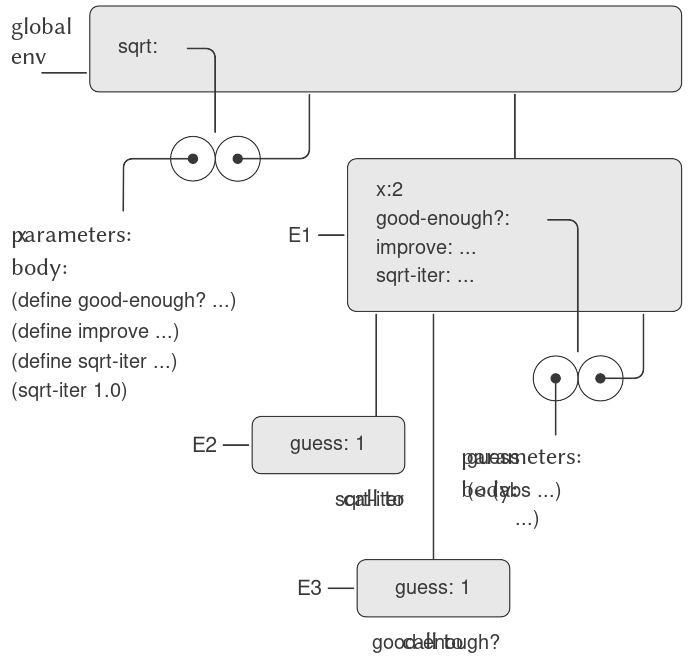 global
env
sqrt:
x:2
good-enough?:
E1
improve: ...
sqrt-iter: ...
parameters: x
body:
(define good-enough? ...)
(define improve ...)
(define sqrt-iter ...)
(sqrt-iter 1.0)
E2
guess: 1
call to sqrt-iter
parameters: guess
body: (< (abs ...)
...)
E3
guess: 1
call to good-enough?